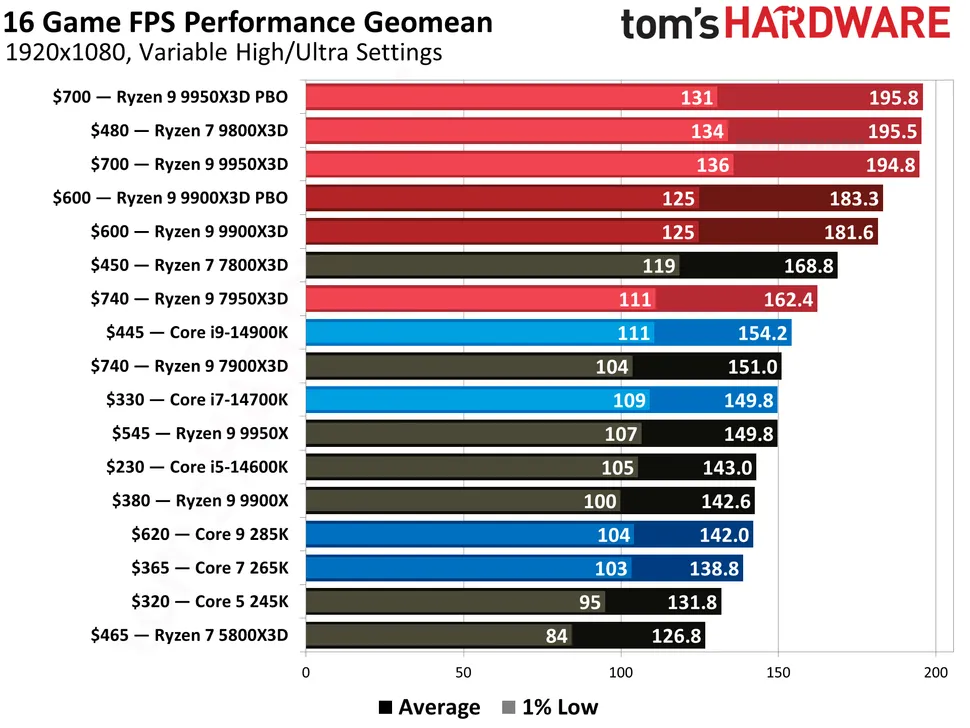 16 Game FPS Performance Geomean
1920x1080, Variable High/Ultra Settings
tom's HARDWARE
$700 — Ryzen 9 9950X3D PBO 131 195.8
$480 — Ryzen 7 9800X3D 134 195.5
$700 — Ryzen 9 9950X3D 136 194.8
$600 — Ryzen 9 9900X3D PBO 125 183.3
$600 — Ryzen 9 9900X3D 125 181.6
$450 — Ryzen 7 7800X3D 119 168.8
$740 — Ryzen 9 7950X3D 111 162.4
$445 — Core i9-14900K 111 154.2
$740 — Ryzen 9 7900X3D 104 151.0
$330 — Core i7-14700K 109 149.8
$545 — Ryzen 9 9950X 107 149.8
$230 — Core i5-14600K 105 143.0
$380 — Ryzen 9 9900X 100 142.6
$620 — Core 9 285K 104 142.0
$365 — Core 7 265K 103 138.8
$320 — Core 5 245K 95 131.8
$465 — Ryzen 7 5800X3D 84 126.8
0 50 100 150 200
Average 1% Low